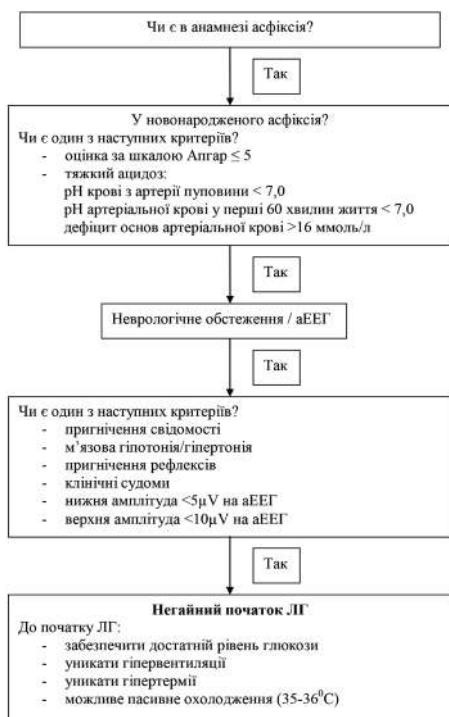 Чи є в анамнезі асфіксія?
Так
У новонародженого асфіксія?
Чи є один з наступних критеріїв?
- оцінка за шкалою Апгар ≤ 5
- тяжкий ацидоз:
рН крові з артерії пуповини < 7,0
рН артеріальної крові у перші 60 хвилин життя < 7,0
дефіцит основ артеріальної крові >16 ммоль/л
Так
Неврологічне обстеження / аЕЕГ
Так
Чи є один з наступних критеріїв?
- пригнічення свідомості
- м’язова гіпотонія/гіпертонія
- пригнічення рефлексів
- клінічні судоми
- нижня амплітуда <5µV на аЕЕГ
- верхня амплітуда <10µV на аЕЕГ
Так
Негайний початок ЛГ
До початку ЛГ:
- забезпечити достатній рівень глюкози
- уникати гіпервентиляції
- уникати гіпертермії
- можливе пасивне охолодження (35-36⁰С)